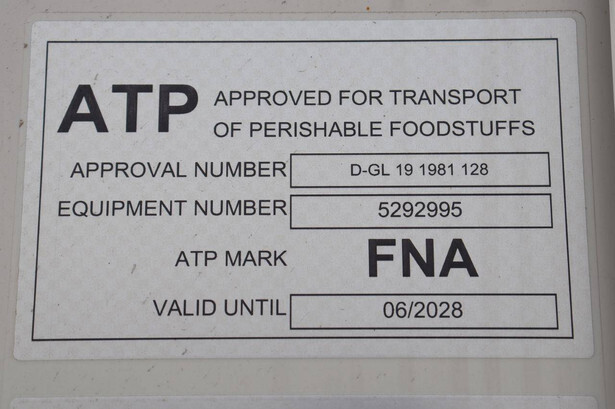 ATP APPROVED FOR TRANSPORT
OF PERISHABLE FOODSTUFFS
APPROVAL NUMBER D-GL 19 1981 128
EQUIPMENT NUMBER 5292995
ATP MARK FNA
VALID UNTIL 06/2028